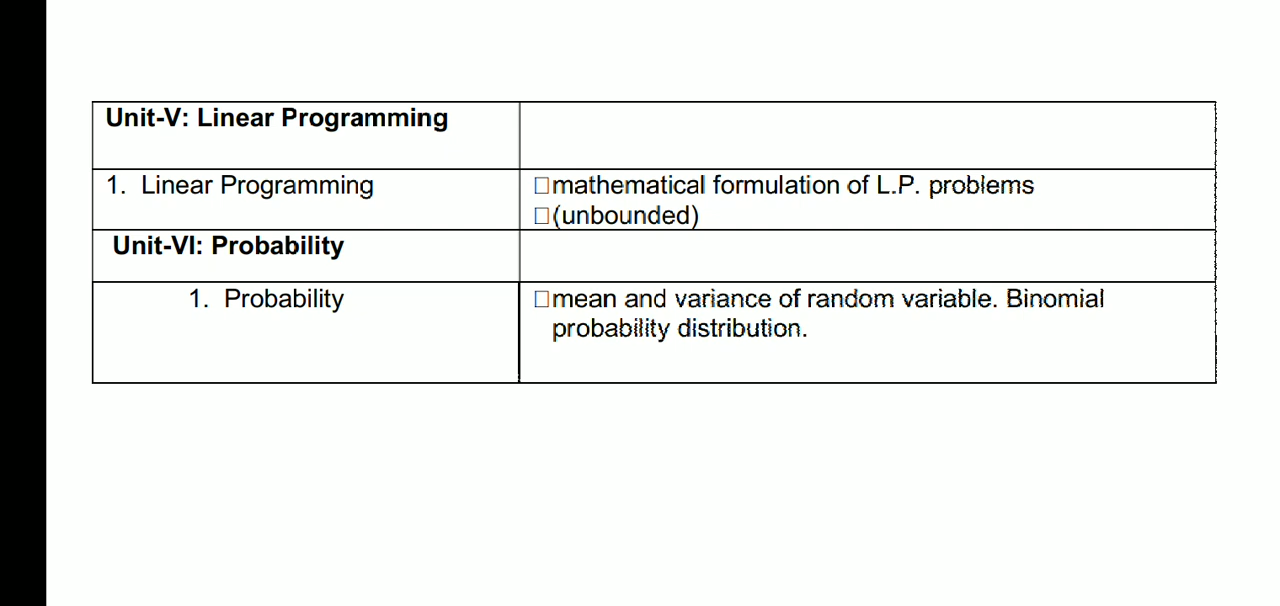 Unit-V: Linear Programming
1. Linear Programming
□mathematical formulation of L.P. problems
□(unbounded)
Unit-VI: Probability
1. Probability
□mean and variance of random variable. Binomial
probability distribution.